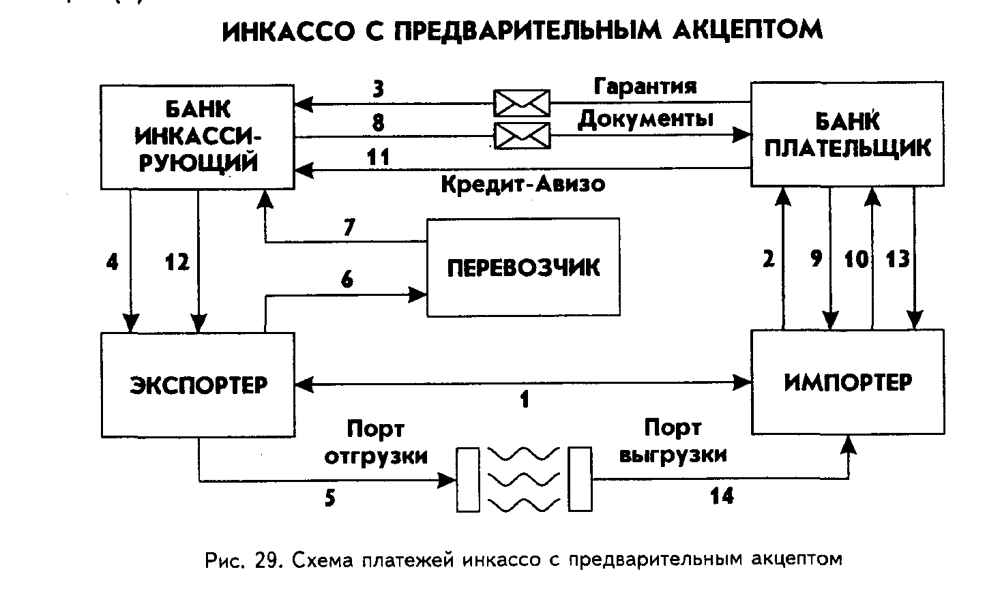 ИНКАССО С ПРЕДВАРИТЕЛЬНЫМ АКЦЕПТОМ
БАНК
ИНКАССИ-
РУЮЩИЙ
3
Гарантия
8
Документы
11
Кредит-Авизо
БАНК
ПЛАТЕЛЬЩИК
4
12
7
6
ПЕРЕВОЗЧИК
2
9
10
13
ЭКСПОРТЕР
1
ИМПОРТЕР
Порт
отгрузки
5
Порт
выгрузки
14
Рис. 29. Схема платежей инкассо с предварительным акцептом